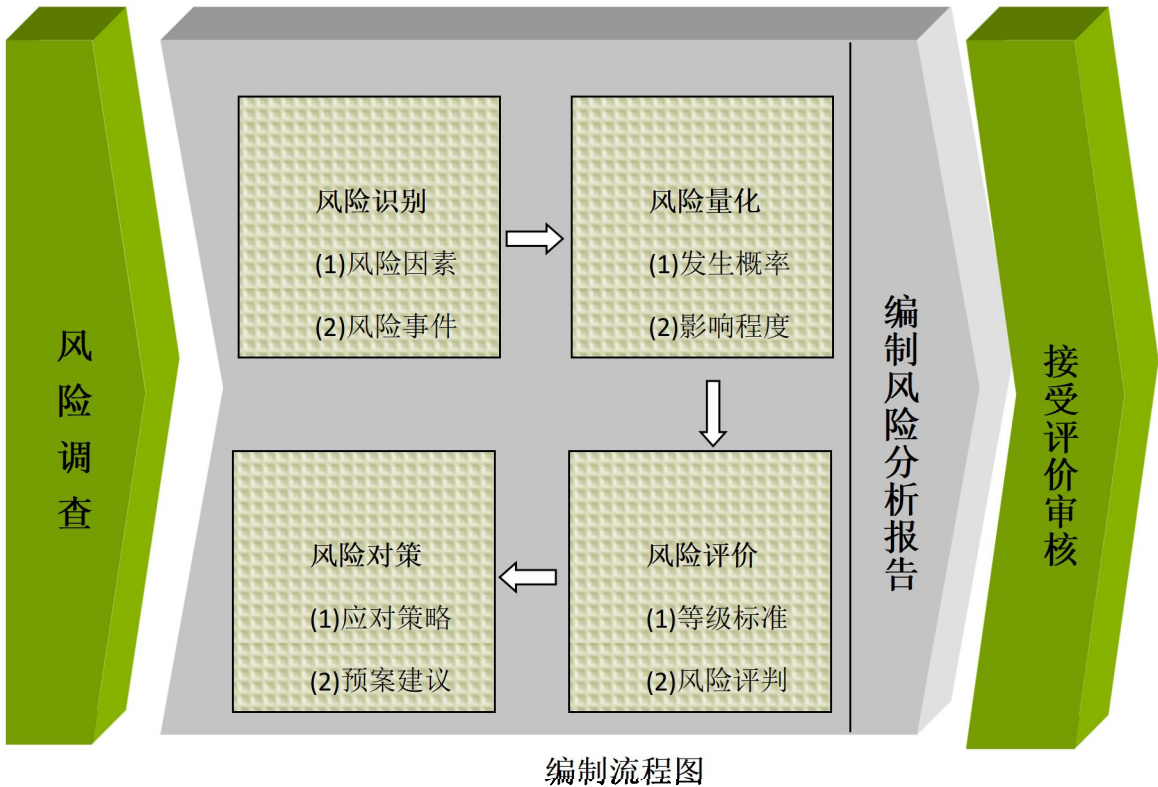 风险调查
风险识别
(1)风险因素
(2)风险事件
风险量化
(1)发生概率
(2)影响程度
风险对策
(1)应对策略
(2)预案建议
风险评价
(1)等级标准
(2)风险评判
编制风险分析报告
接受评价审核
编制流程图